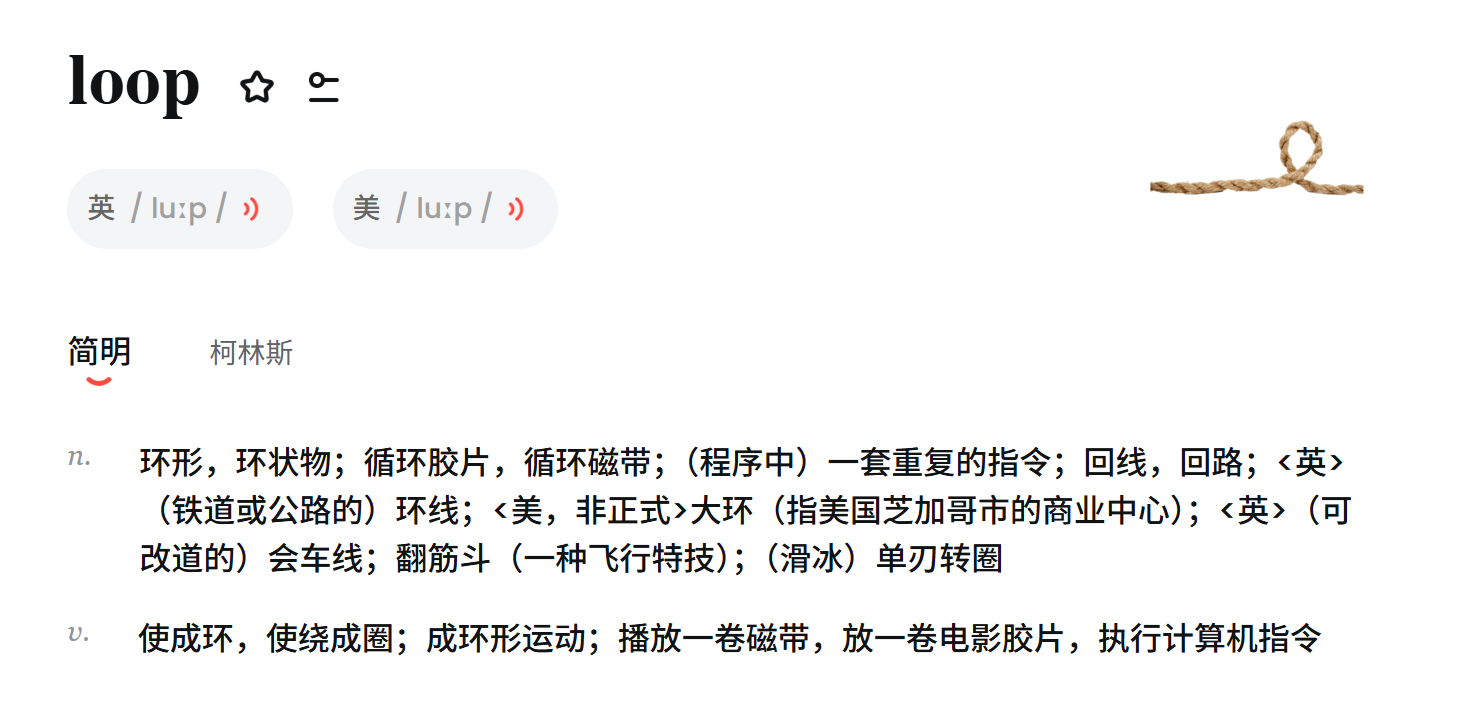 loop
英 / luːp / 美 / luːp /
简明 柯林斯
n. 环形，环状物；循环胶片，循环磁带；（程序中）一套重复的指令；回线，回路；<英>
（铁道或公路的）环线；<美，非正式>大环（指美国芝加哥市的商业中心）；<英>（可
改道的）会车线；翻筋斗（一种飞行特技）；（滑冰）单刃转圈
v. 使成环，使绕成圈；成环形运动；播放一卷磁带，放一卷电影胶片，执行计算机指令